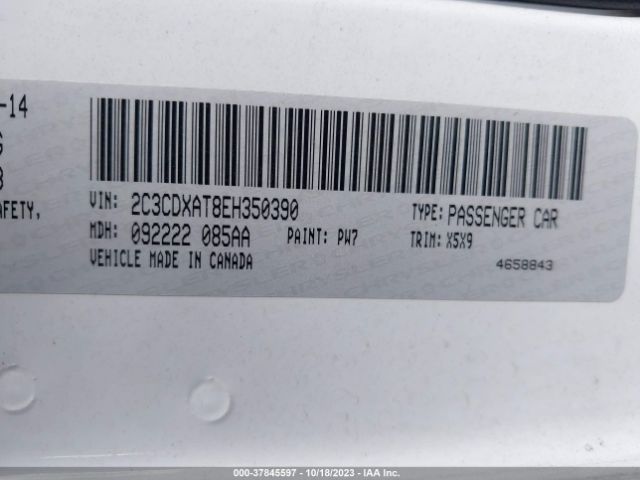 -14
G
8
AFETY,
VIN: 2C3CDXAT8EH350390 TYPE: PASSENGER CAR
MDH: 092222 085AA PAINT: PW7 TRIM: X5X9
VEHICLE MADE IN CANADA
4658843
000-37845597 - 10/18/2023 - IAA Inc.